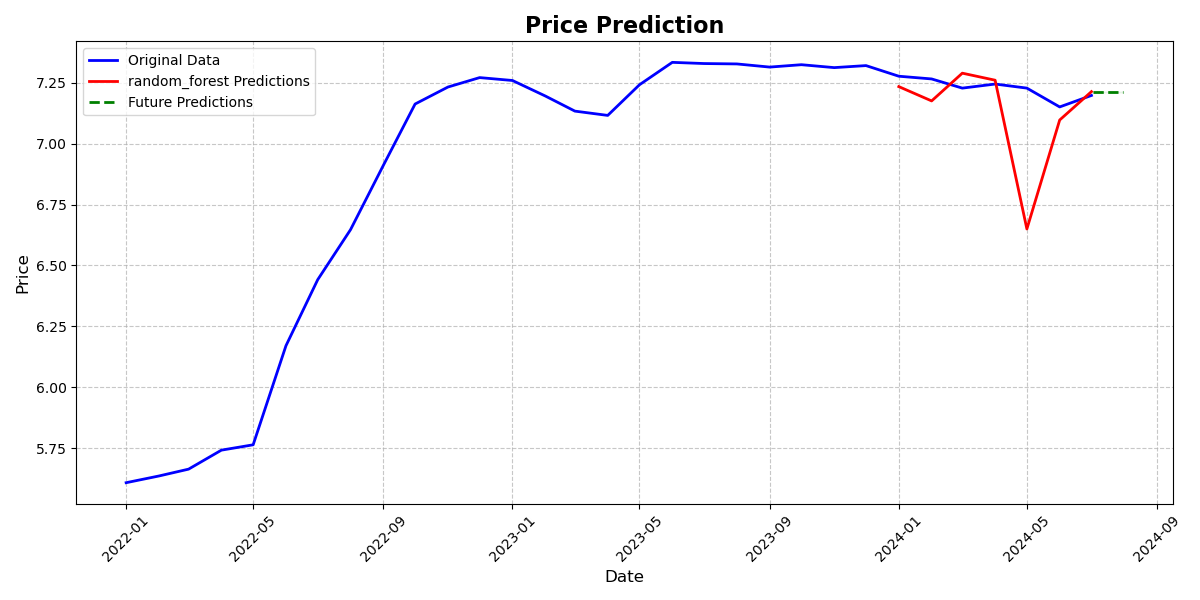 Price Prediction
Original Data
random_forest Predictions
Future Predictions
Price
7.25
7.00
6.75
6.50
6.25
6.00
5.75
2022-01
2022-05
2022-09
2023-01
2023-05
2023-09
2024-01
2024-05
2024-09
Date